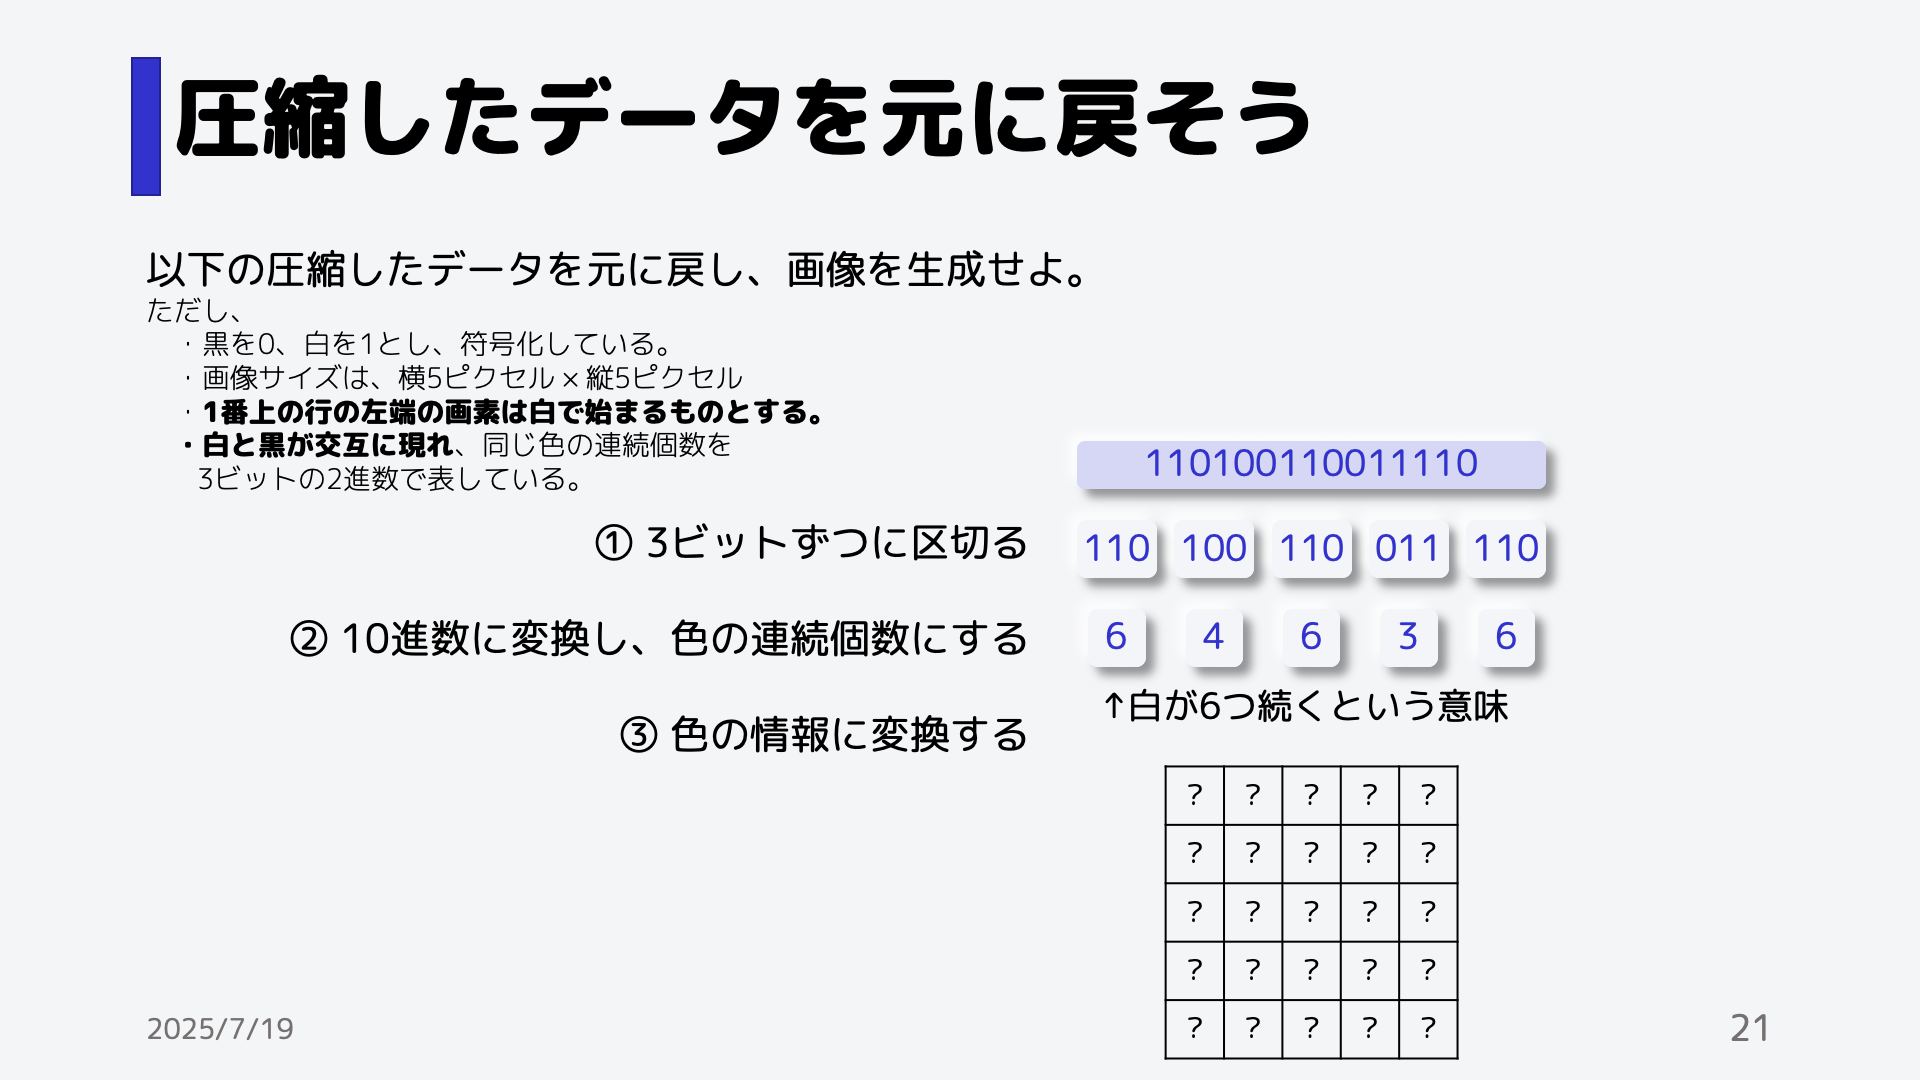 圧縮したデータを元に戻そう
以下の圧縮したデータを元に戻し、画像を生成せよ。
ただし、
・黒を0、白を1とし、符号化している。
・画像サイズは、横5ピクセル × 縦5ピクセル
・1番上の行の左端の画素は白で始まるものとする。
・白と黒が交互に現れ、同じ色の連続個数を
3ビットの2進数で表している。
110100110011110
① 3ビットずつに区切る
110 100 110 011 110
② 10進数に変換し、色の連続個数にする
6 4 6 3 6
↑白が6つ続くという意味
③ 色の情報に変換する
? ? ? ? ?
? ? ? ? ?
? ? ? ? ?
? ? ? ? ?
? ? ? ? ?
2025/7/19
21